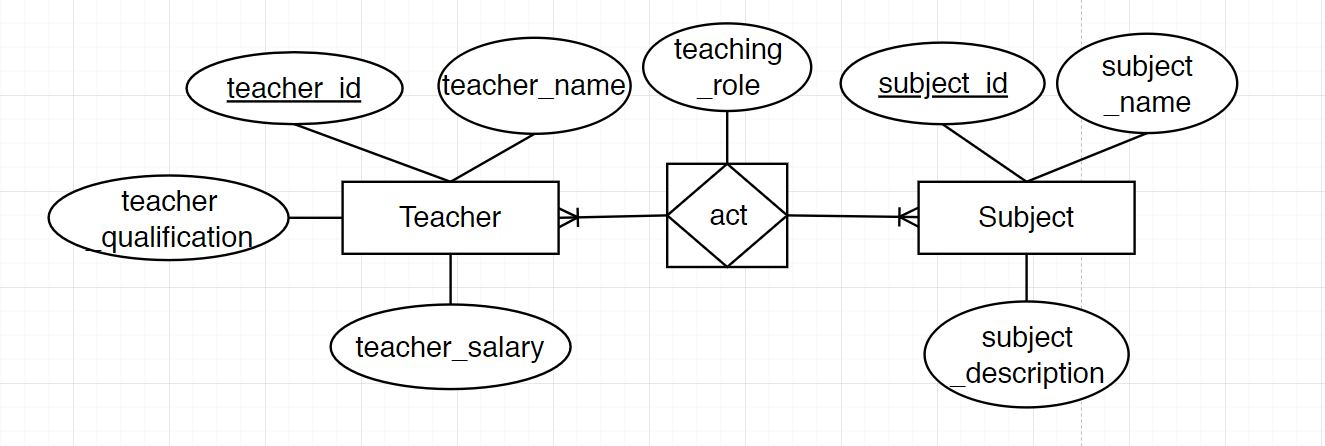 teacher_id
teacher_name
teaching
_role
subject_id
subject
_name
teacher
_qualification
Teacher
act
Subject
teacher_salary
subject
_description